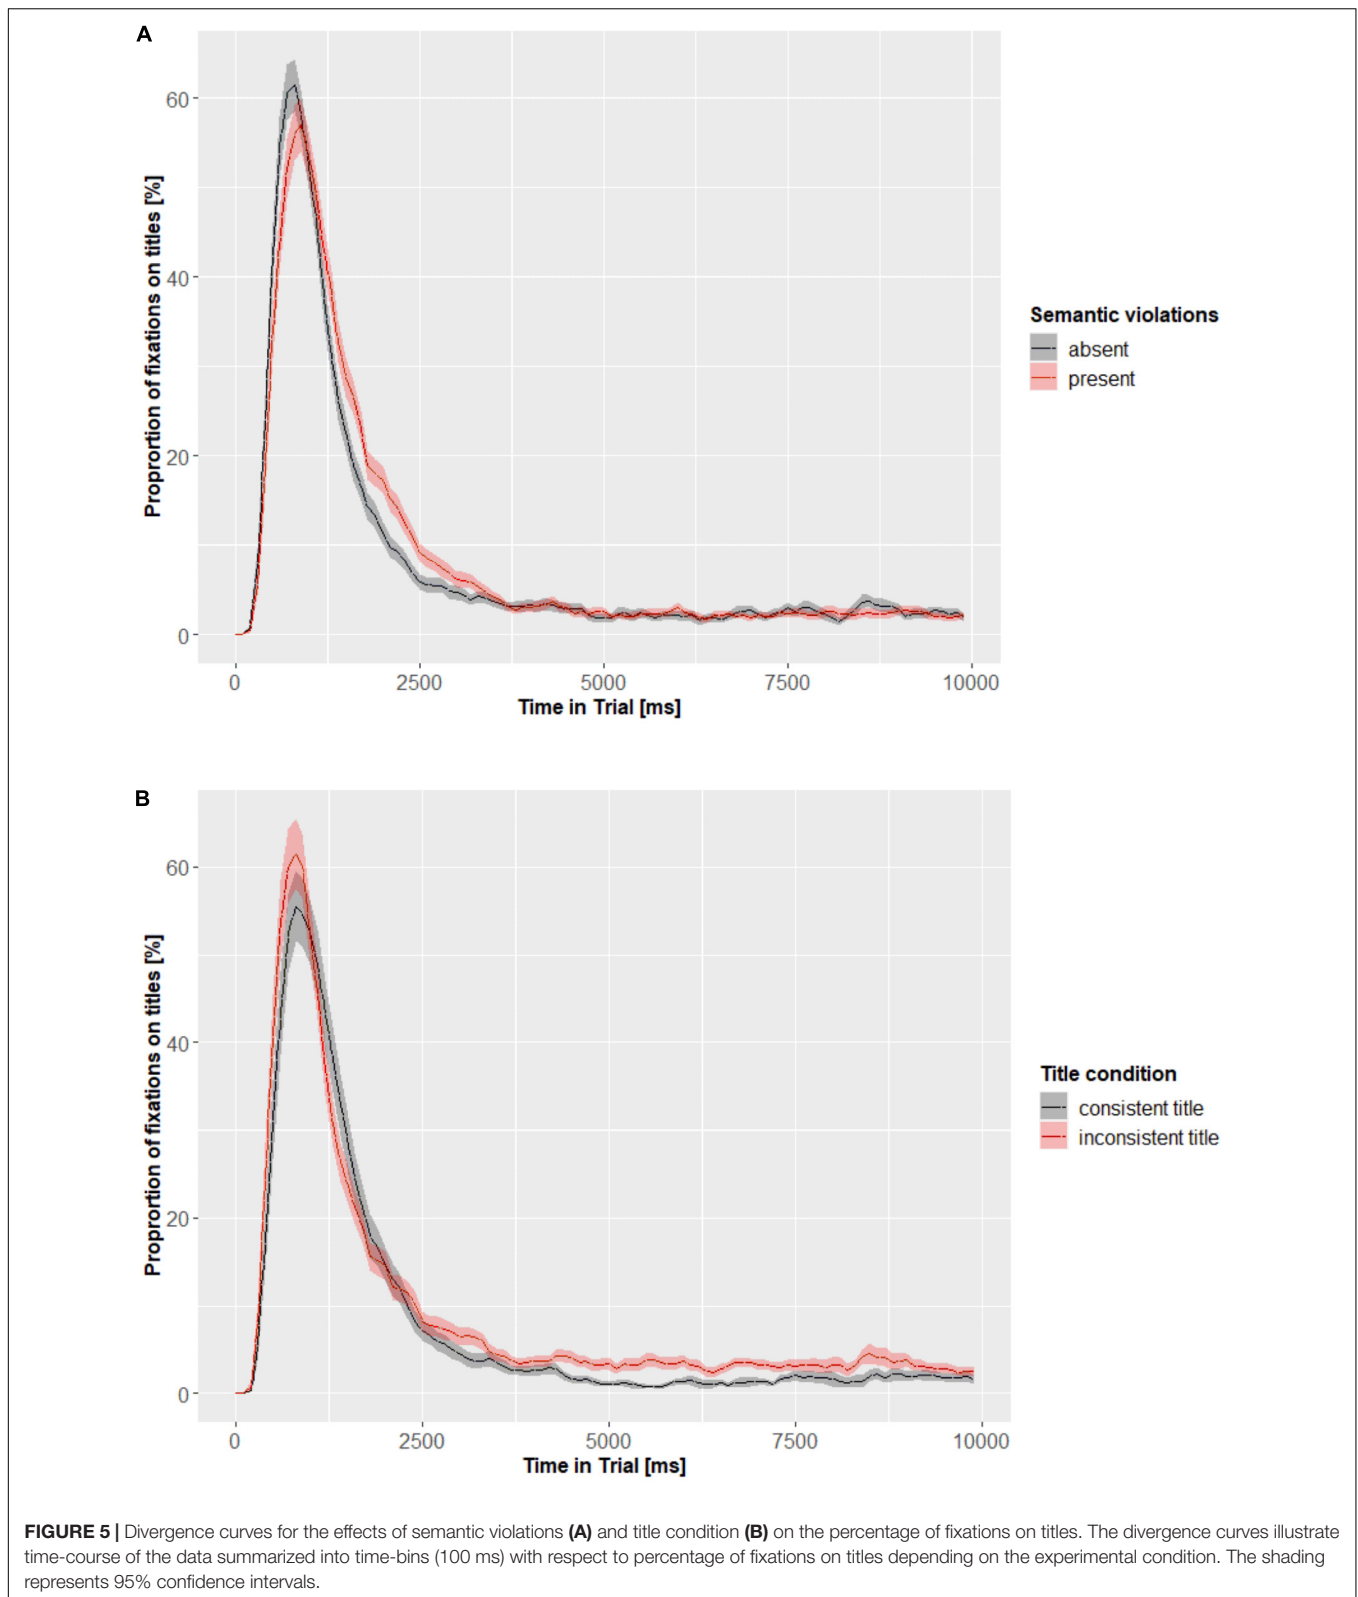 A
Proprortion of fixations on titles [%]
60
40
20
0
0 2500 5000 7500 10000
Time in Trial [ms]
Semantic violations
absent
present
B
Proprortion of fixations on titles [%]
60
40
20
0
0 2500 5000 7500 10000
Time in Trial [ms]
Title condition
consistent title
inconsistent title
FIGURE 5 | Divergence curves for the effects of semantic violations (A) and title condition (B) on the percentage of fixations on titles. The divergence curves illustrate
time-course of the data summarized into time-bins (100 ms) with respect to percentage of fixations on titles depending on the experimental condition. The shading
represents 95% confidence intervals.